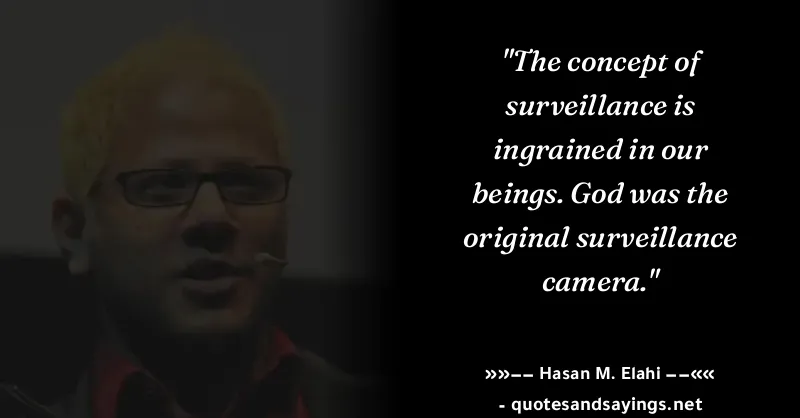 "The concept of
surveillance is
ingrained in our
beings. God was the
original surveillance
camera."
»»−− Hasan M. Elahi −−««
- quotesandsayings.net